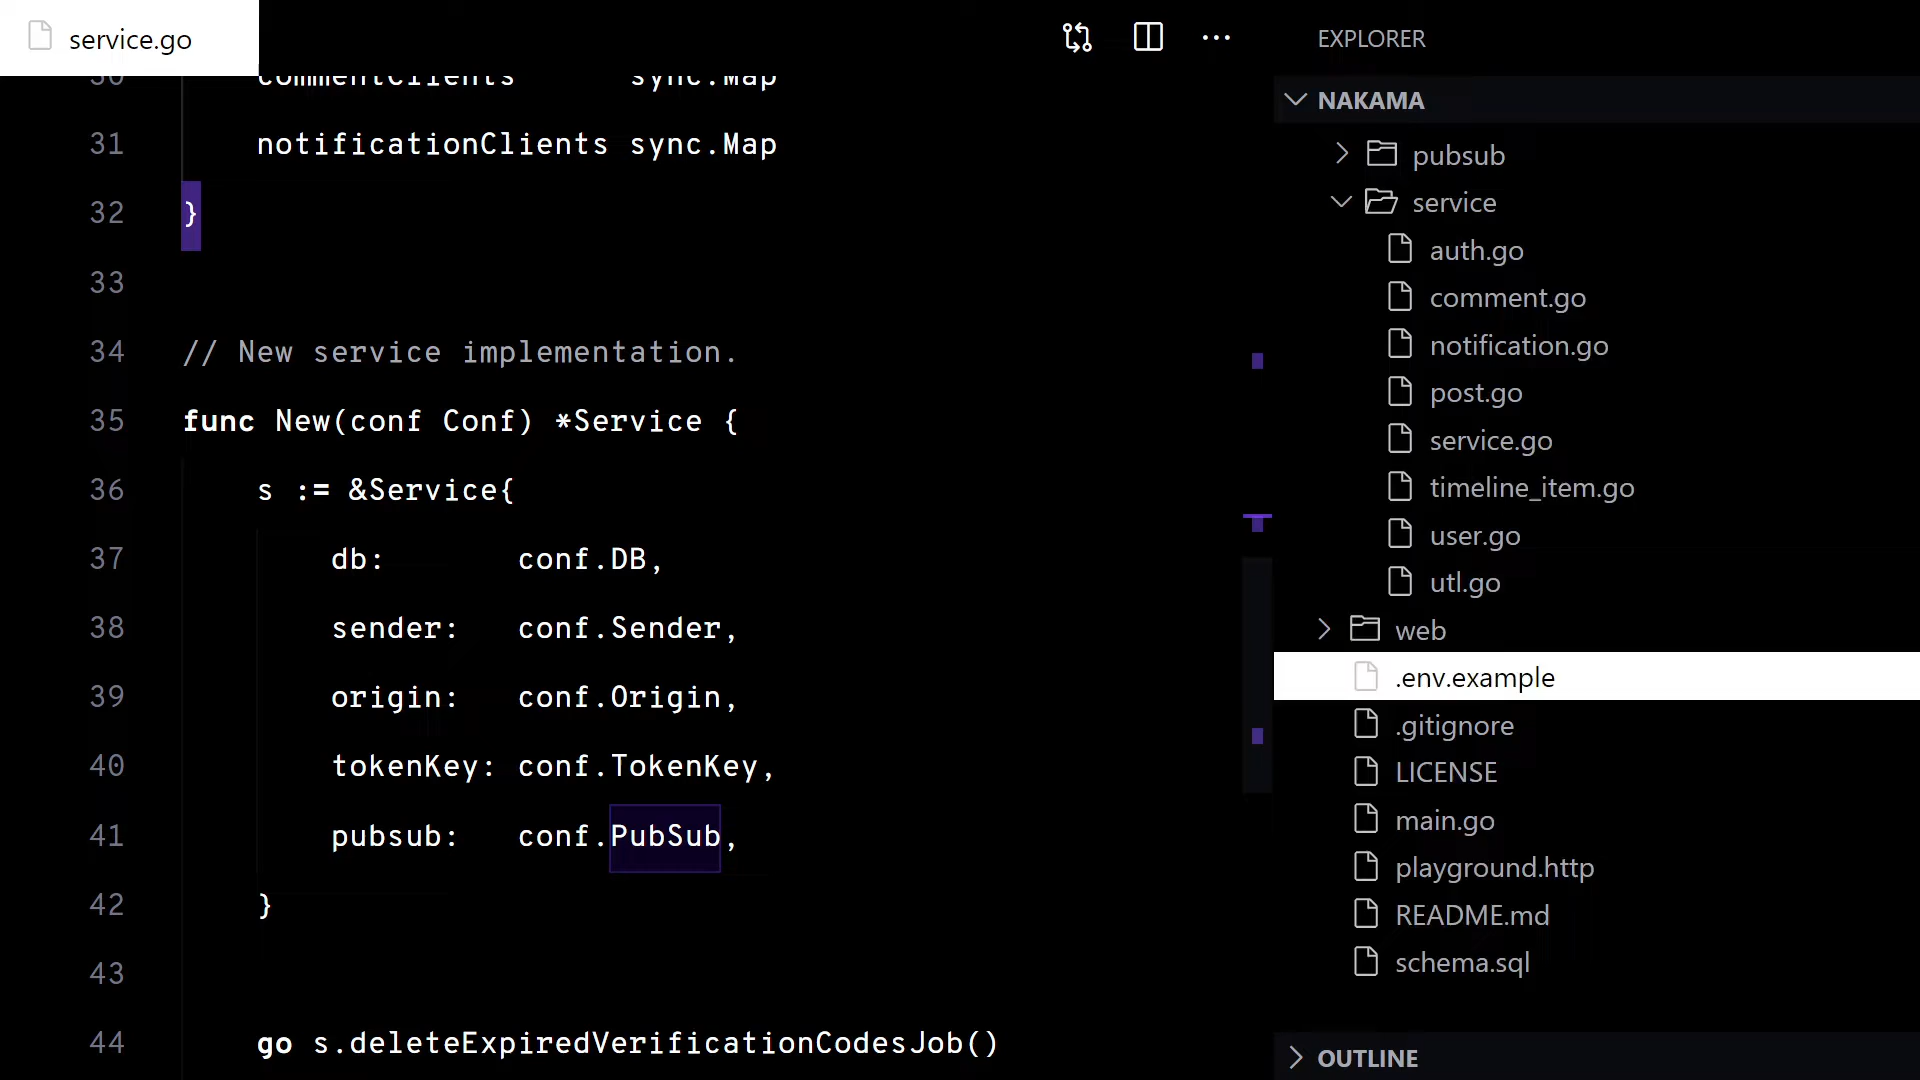 service.go
30 commentClients sync.Map
31 notificationClients sync.Map
32 }
33
34 // New service implementation.
35 func New(conf Conf) *Service {
36 s := &Service{
37 db: conf.DB,
38 sender: conf.Sender,
39 origin: conf.Origin,
40 tokenKey: conf.TokenKey,
41 pubsub: conf.PubSub,
42 }
43
44 go s.deleteExpiredVerificationCodesJob()
EXPLORER
NAKAMA
pubsub
service
auth.go
comment.go
notification.go
post.go
service.go
timeline_item.go
user.go
utl.go
web
.env.example
.gitignore
LICENSE
main.go
playground.http
README.md
schema.sql
OUTLINE